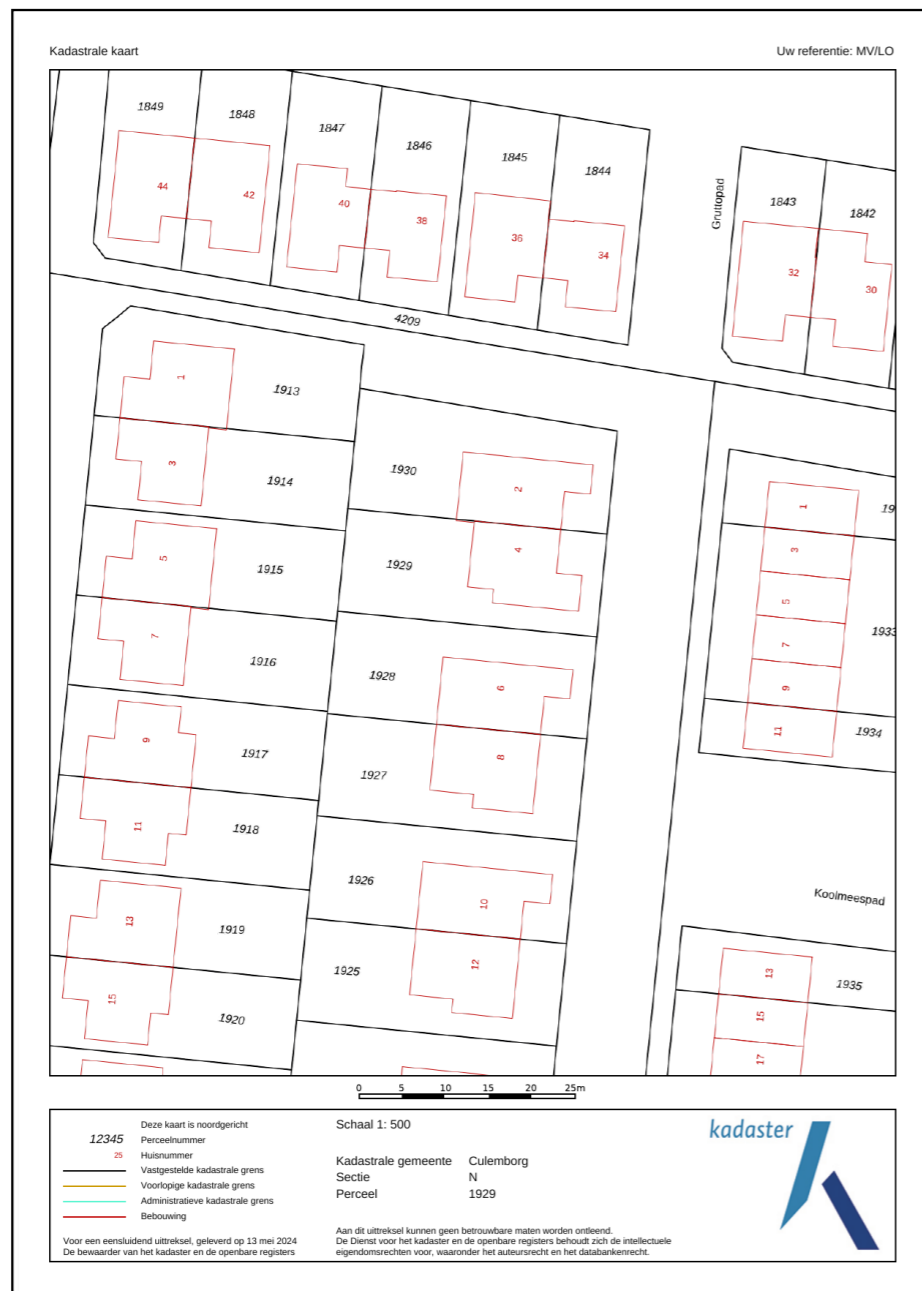 Kadastrale kaart
Uw referentie: MV/LO
1849
1848
1847
1846
1845
1844
1843
1842
44
42
40
38
36
34
32
30
Gruttopad
4209
1
1913
3
1914
5
1915
7
1916
9
1917
11
1918
13
1919
15
1920
1930
2
1929
4
1928
6
1927
8
1926
10
1925
12
1
19
3
5
7
1933
9
11
1934
Koolmeespad
13
1935
15
17
0 5 10 15 20 25m
Deze kaart is noordgericht
12345 Perceelnummer
25 Huisnummer
Vastgestelde kadastrale grens
Voorlopige kadastrale grens
Administratieve kadastrale grens
Bebouwing
Voor een eensluidend uittreksel, geleverd op 13 mei 2024
De bewaarder van het kadaster en de openbare registers
Schaal 1: 500
Kadastrale gemeente Culemborg
Sectie N
Perceel 1929
Aan dit uittreksel kunnen geen betrouwbare maten worden ontleend.
De Dienst voor het kadaster en de openbare registers behoudt zich de intellectuele
eigendomsrechten voor, waaronder het auteursrecht en het databankenrecht.
kadaster